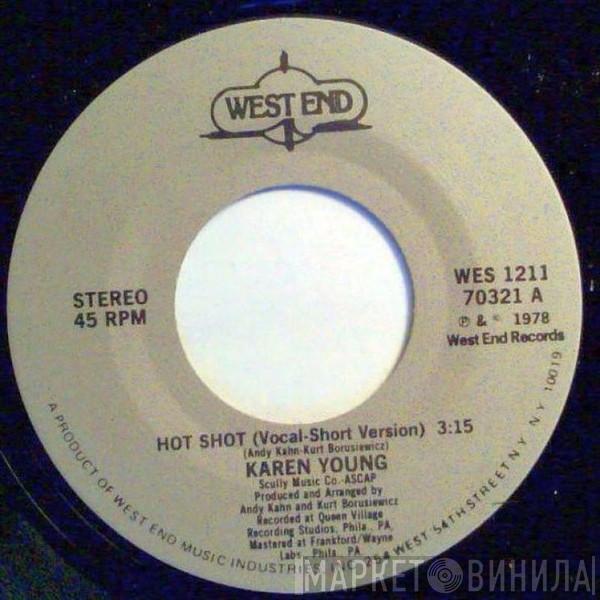 WEST END
STEREO
45 RPM
WES 1211
70321 A
℗ & © 1978
West End Records
HOT SHOT (Vocal-Short Version) 3:15
(Andy Kahn-Kurt Borusiewicz)
KAREN YOUNG
Scully Music Co.-ASCAP
Produced and Arranged by
Andy Kahn and Kurt Borusiewicz
Recorded at Queen Village
Recording Studios, Phila., PA.
Mastered at Frankford/Wayne
Labs, Phila., PA
A PRODUCT OF WEST END MUSIC INDUSTRIES, INC. 254 WEST 54TH STREET N.Y. N.Y. 10019
МАРКЕТ ВИНИЛА